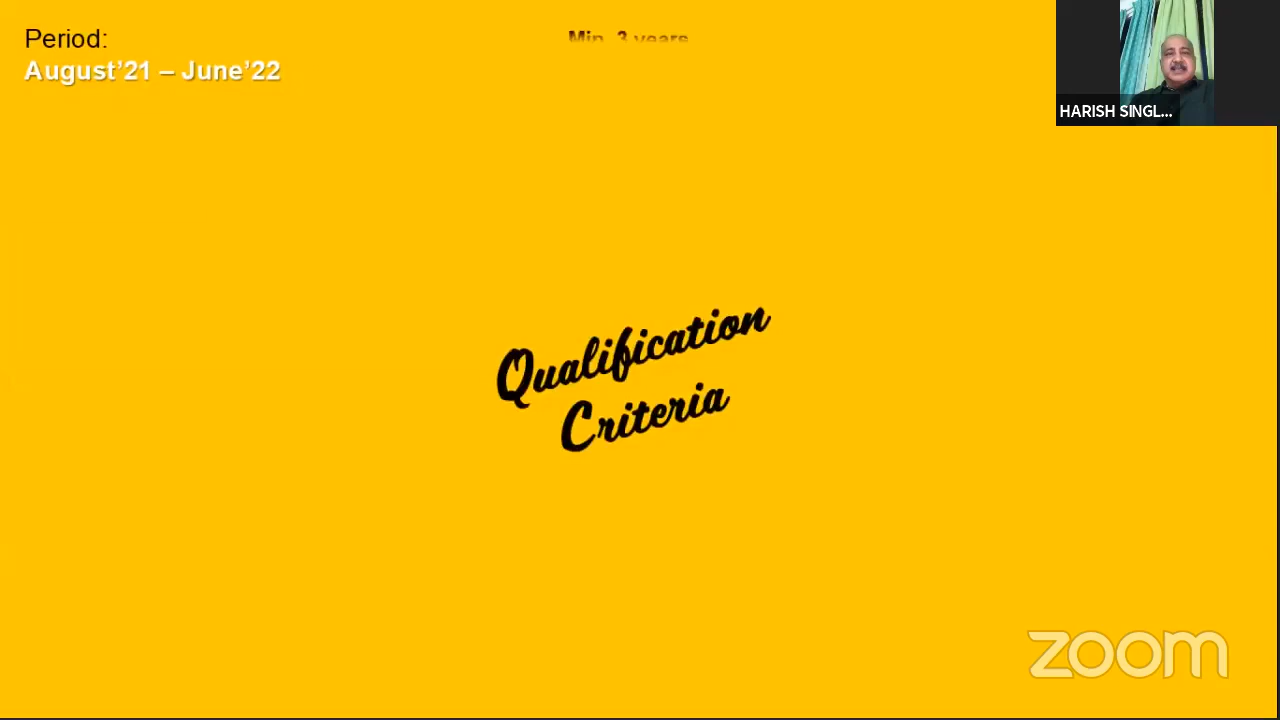 Period:
August’21 – June’22
Min. 3 years
HARISH SINGL...
Qualification
Criteria
zoom